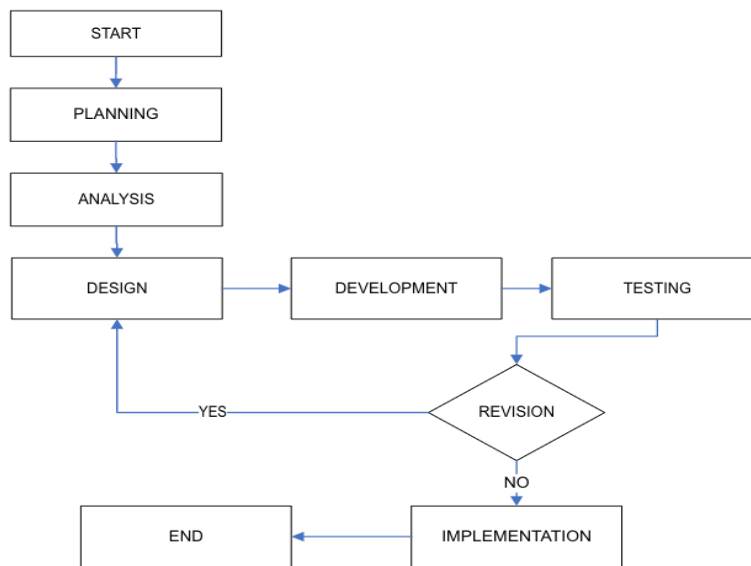 START
PLANNING
ANALYSIS
DESIGN
DEVELOPMENT
TESTING
YES
REVISION
NO
END
IMPLEMENTATION